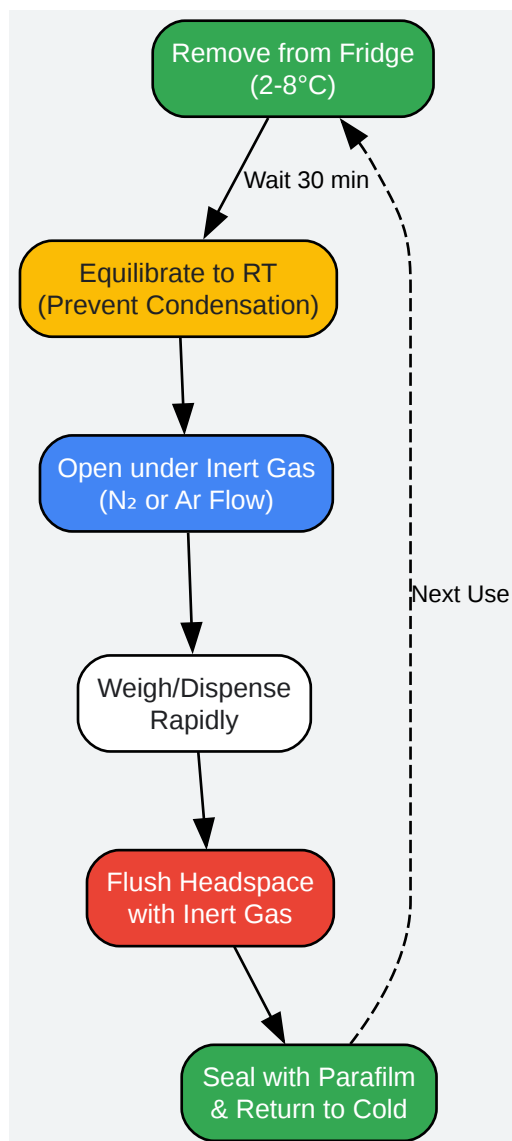 Remove from Fridge
(2-8°C)
Wait 30 min
Equilibrate to RT
(Prevent Condensation)
Open under Inert Gas
(N₂ or Ar Flow)
Next Use
Weigh/Dispense
Rapidly
Flush Headspace
with Inert Gas
Seal with Parafilm
& Return to Cold